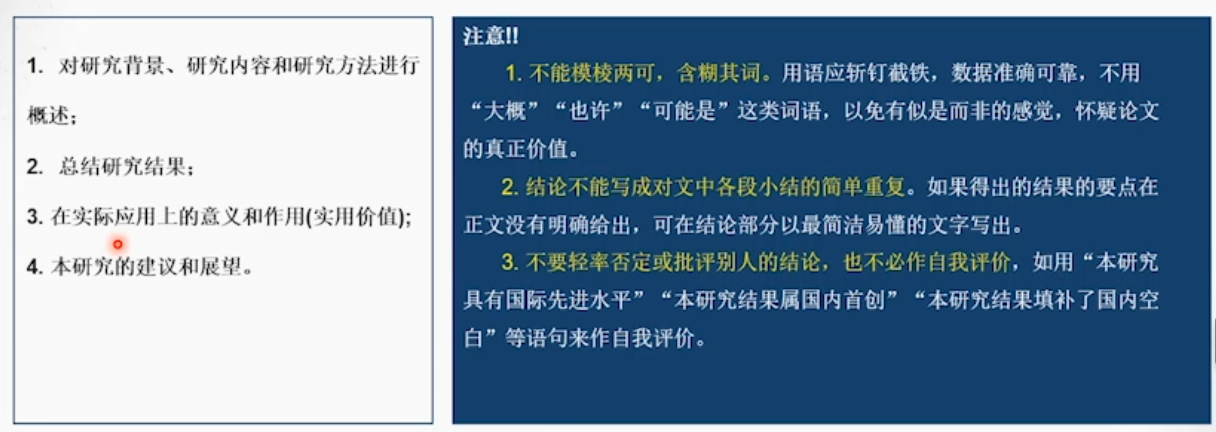 1. 对研究背景、研究内容和研究方法进行
概述；
2. 总结研究结果；
3. 在实际应用上的意义和作用(实用价值)；
4. 本研究的建议和展望。
注意!!
1. 不能模棱两可，含糊其词。用语应斩钉截铁，数据准确可靠，不用
“大概”“也许”“可能是”这类词语，以免有似是而非的感觉，怀疑论文
的真正价值。
2. 结论不能写成对文中各段小结的简单重复。如果得出的结果的要点在
正文没有明确给出，可在结论部分以最简洁易懂的文字写出。
3. 不要轻率否定或批评别人的结论，也不必作自我评价，如用“本研究
具有国际先进水平”“本研究结果属国内首创”“本研究结果填补了国内空
白”等语句来作自我评价。